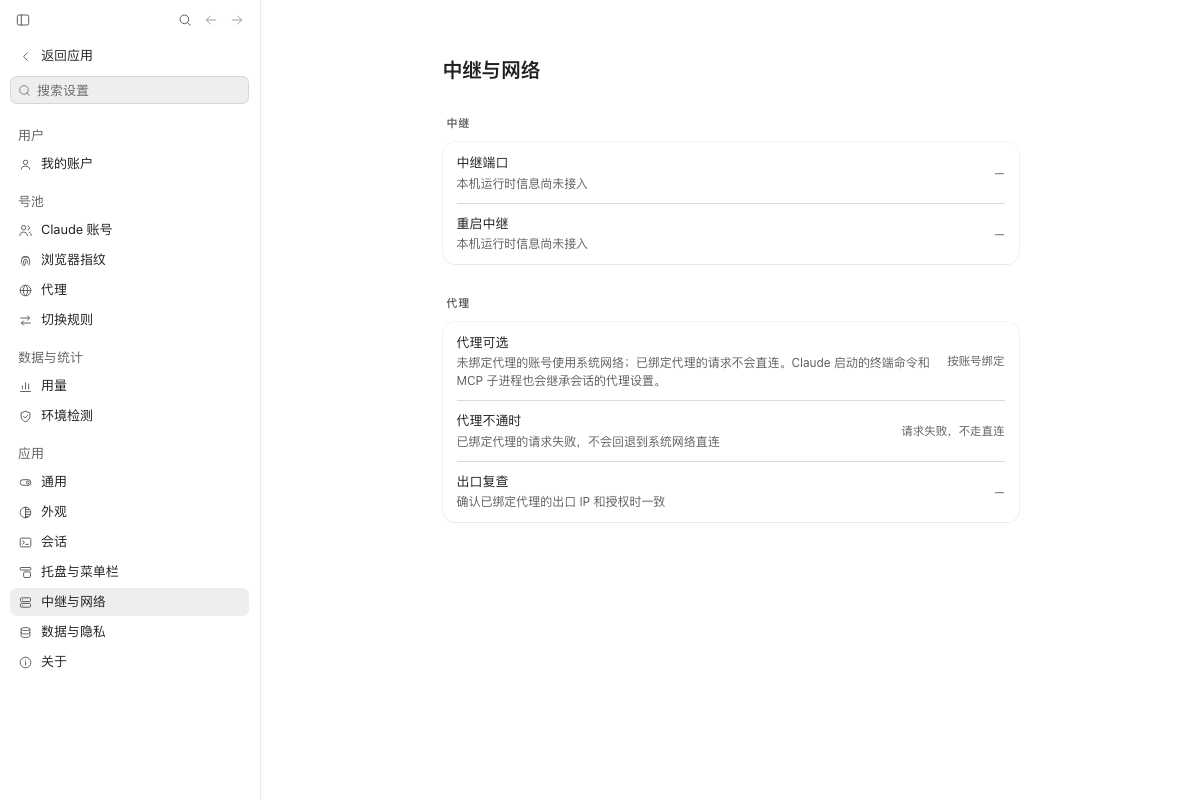 返回应用
搜索设置
用户
我的账户
号池
Claude 账号
浏览器指纹
代理
切换规则
数据与统计
用量
环境检测
应用
通用
外观
会话
托盘与菜单栏
中继与网络
数据与隐私
关于
中继与网络
中继
中继端口
本机运行时信息尚未接入
—
重启中继
本机运行时信息尚未接入
—
代理
代理可选
未绑定代理的账号使用系统网络；已绑定代理的请求不会直连。Claude 启动的终端命令和
MCP 子进程也会继承会话的代理设置。
按账号绑定
代理不通时
已绑定代理的请求失败，不会回退到系统网络直连
请求失败，不走直连
出口复查
确认已绑定代理的出口 IP 和授权时一致
—